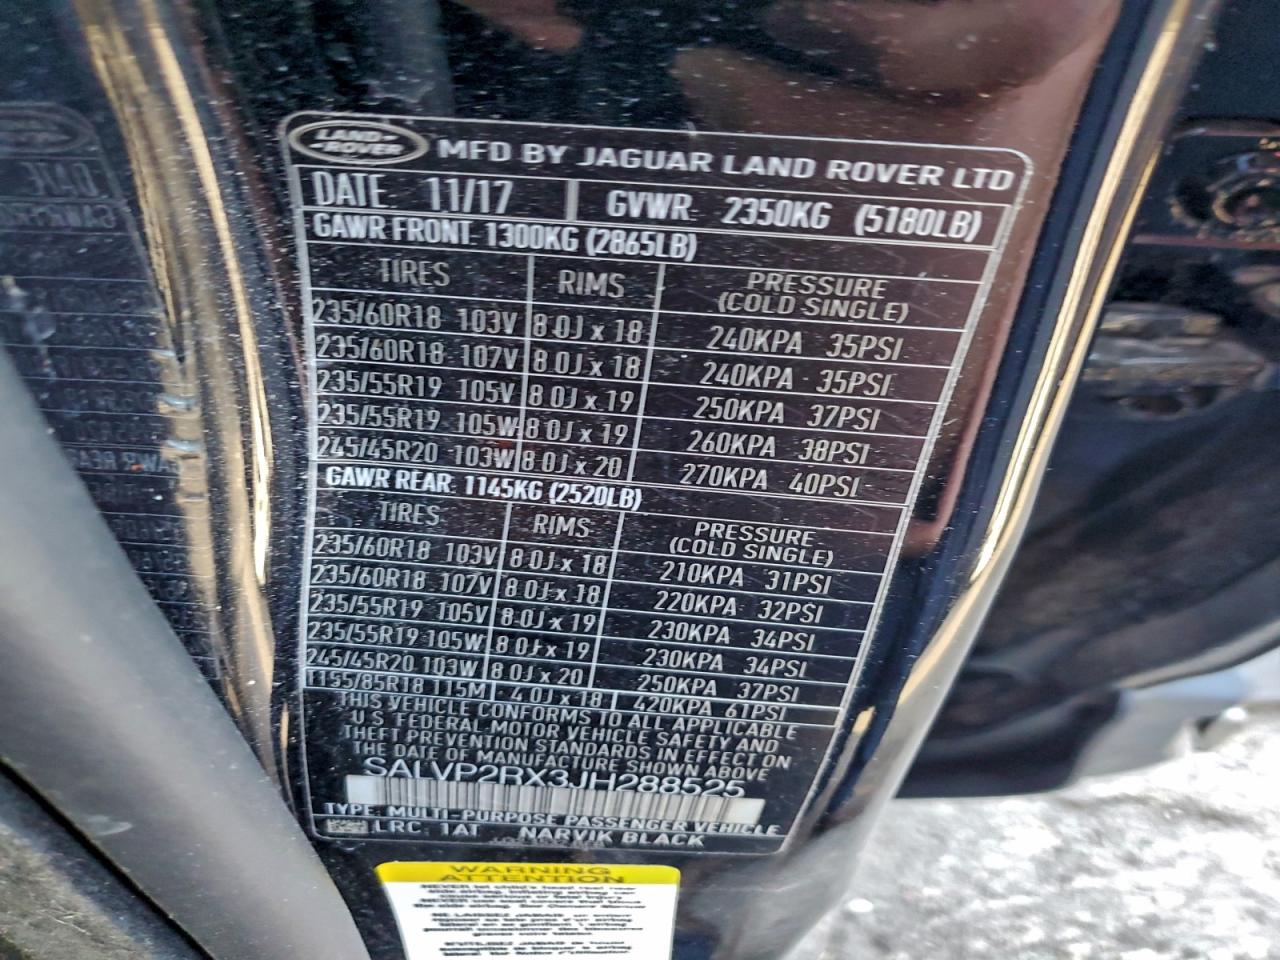 LAND ROVER MFD BY JAGUAR LAND ROVER LTD
DATE 11/17 GVWR 2350KG (5180LB)
GAWR FRONT 1300KG (2865LB)
TIRES RIMS PRESSURE (COLD SINGLE)
235/60R18 103V 8.0J x 18 240KPA 35PSI
235/60R18 107V 8.0J x 18 240KPA 35PSI
235/55R19 105V 8.0J x 19 250KPA 37PSI
235/55R19 105W 8.0J x 19 260KPA 38PSI
245/45R20 103W 8.0J x 20 270KPA 40PSI
GAWR REAR 1145KG (2520LB)
TIRES RIMS PRESSURE (COLD SINGLE)
235/60R18 103V 8.0J x 18 210KPA 31PSI
235/60R18 107V 8.0J x 18 220KPA 32PSI
235/55R19 105V 8.0J x 19 230KPA 34PSI
235/55R19 105W 8.0J x 19 230KPA 34PSI
245/45R20 103W 8.0J x 20 250KPA 37PSI
T155/85R18 115M 4.0J x 18 420KPA 61PSI
THIS VEHICLE CONFORMS TO ALL APPLICABLE
U.S FEDERAL MOTOR VEHICLE SAFETY AND
THEFT PREVENTION STANDARDS IN EFFECT ON
THE DATE OF MANUFACTURE SHOWN ABOVE
SALVP2RX3JH288525
TYPE: MULTI-PURPOSE PASSENGER VEHICLE
LRC: 1AT NARVIK BLACK
WARNING
ATTENTION